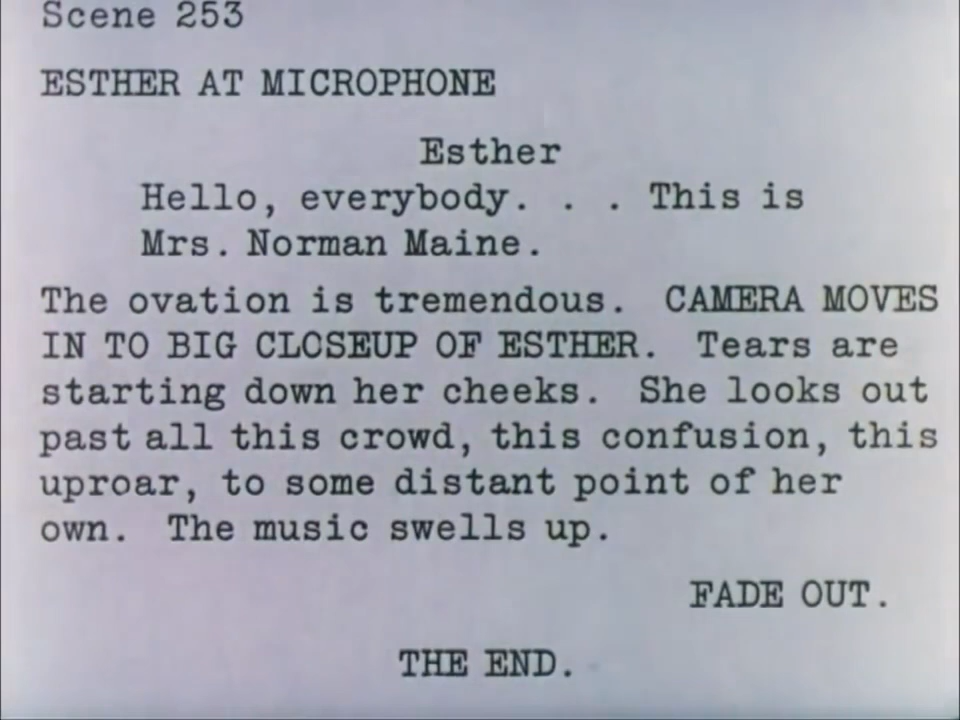 Scene 253
ESTHER AT MICROPHONE
Esther
Hello, everybody. . . This is
Mrs. Norman Maine.
The ovation is tremendous. CAMERA MOVES
IN TO BIG CLOSEUP OF ESTHER. Tears are
starting down her cheeks. She looks out
past all this crowd, this confusion, this
uproar, to some distant point of her
own. The music swells up.
FADE OUT.
THE END.